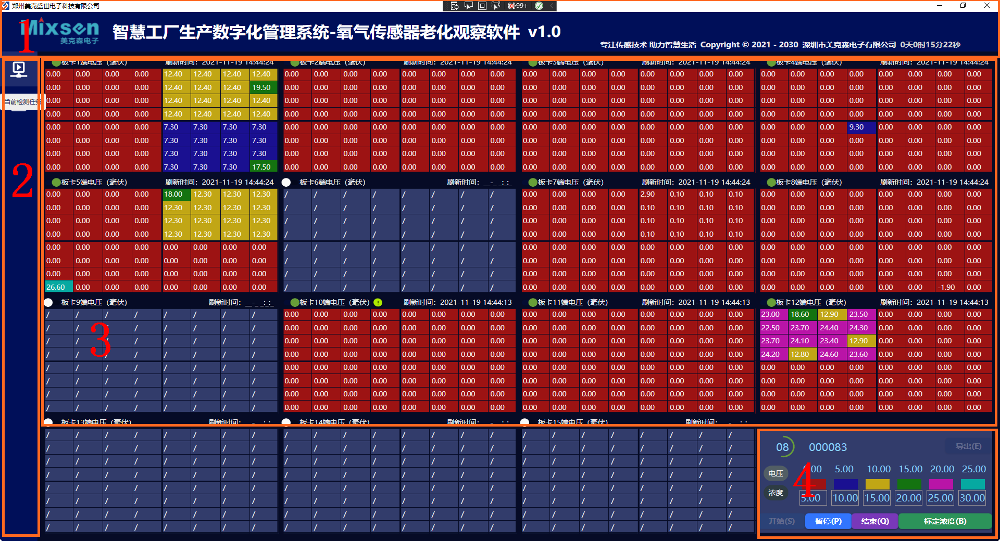 郑州美克盛世电子科技有限公司
99+
Mixsen
美克森电子
智慧工厂生产数字化管理系统-氧气传感器老化观察软件 v1.0
专注传感技术 助力智慧生活 Copyright © 2021 - 2030 深圳市美克森电子有限公司 0天0时15分22秒
1
当前检测任务
2
板卡1端电压（毫伏） 刷新时间：2021-11-19 14:44:24
0.00 0.00 0.00 0.00 12.40 12.40 12.40 12.40
0.00 0.00 0.00 0.00 12.40 12.40 12.40 19.50
0.00 0.00 0.00 0.00 12.40 12.40 12.40 12.40
0.00 0.00 0.00 0.00 12.40 12.40 12.40 12.40
0.00 0.00 0.00 0.00 7.30 7.30 7.30 7.30
0.00 0.00 0.00 0.00 7.30 7.30 7.30 7.30
0.00 0.00 0.00 0.00 7.30 7.30 7.30 7.30
0.00 0.00 0.00 0.00 7.30 7.30 7.30 17.50
板卡2端电压（毫伏） 刷新时间：2021-11-19 14:44:24
0.00 0.00 0.00 0.00 0.00 0.00 0.00 0.00
0.00 0.00 0.00 0.00 0.00 0.00 0.00 0.00
0.00 0.00 0.00 0.00 0.00 0.00 0.00 0.00
0.00 0.00 0.00 0.00 0.00 0.00 0.00 0.00
0.00 0.00 0.00 0.00 0.00 0.00 0.00 0.00
0.00 0.00 0.00 0.00 0.00 0.00 0.00 0.00
0.00 0.00 0.00 0.00 0.00 0.00 0.00 0.00
0.00 0.00 0.00 0.00 0.00 0.00 0.00 0.00
板卡3端电压（毫伏） 刷新时间：2021-11-19 14:44:24
0.00 0.00 0.00 0.00 0.00 0.00 0.00 0.00
0.00 0.00 0.00 0.00 0.00 0.00 0.00 0.00
0.00 0.00 0.00 0.00 0.00 0.00 0.00 0.00
0.00 0.00 0.00 0.00 0.00 0.00 0.00 0.00
0.00 0.00 0.00 0.00 0.00 0.00 0.00 0.00
0.00 0.00 0.00 0.00 0.00 0.00 0.00 0.00
0.00 0.00 0.00 0.00 0.00 0.00 0.00 0.00
0.00 0.00 0.00 0.00 0.00 0.00 0.00 0.00
板卡4端电压（毫伏） 刷新时间：2021-11-19 14:44:24
0.00 0.00 0.00 0.00 0.00 0.00 0.00 0.00
0.00 0.00 0.00 0.00 0.00 0.00 0.00 0.00
0.00 0.00 0.00 0.00 0.00 0.00 0.00 0.00
0.00 0.00 0.00 0.00 0.00 0.00 0.00 0.00
0.00 0.00 0.00 9.30 0.00 0.00 0.00 0.00
0.00 0.00 0.00 0.00 0.00 0.00 0.00 0.00
0.00 0.00 0.00 0.00 0.00 0.00 0.00 0.00
0.00 0.00 0.00 0.00 0.00 0.00 0.00 0.00
板卡5端电压（毫伏） 刷新时间：2021-11-19 14:44:24
0.00 0.00 0.00 0.00 18.00 12.30 12.30 12.30
0.00 0.00 0.00 0.00 12.30 12.30 12.30 12.30
0.00 0.00 0.00 0.00 12.30 12.30 12.30 12.30
0.00 0.00 0.00 0.00 12.30 12.30 12.30 12.30
0.00 0.00 0.00 0.00 0.00 0.00 0.00 0.00
0.00 0.00 0.00 0.00 0.00 0.00 0.00 0.00
0.00 0.00 0.00 0.00 0.00 0.00 0.00 0.00
26.60 0.00 0.00 0.00 0.00 0.00 0.00 0.00
板卡6端电压（毫伏） 刷新时间：__-_ _:_:_
/ / / / / / / /
/ / / / / / / /
/ / / / / / / /
/ / / / / / / /
/ / / / / / / /
/ / / / / / / /
/ / / / / / / /
/ / / / / / / /
板卡7端电压（毫伏） 刷新时间：2021-11-19 14:44:24
0.00 0.00 0.00 0.00 2.90 0.10 0.10 0.10
0.00 0.00 0.00 0.00 0.10 0.10 0.10 0.10
0.00 0.00 0.00 0.00 0.10 0.10 0.10 0.10
0.00 0.00 0.00 0.00 0.10 0.10 0.10 0.10
0.00 0.00 0.00 0.00 0.00 0.00 0.00 0.00
0.00 0.00 0.00 0.00 0.00 0.00 0.00 0.00
0.00 0.00 0.00 0.00 0.00 0.00 0.00 0.00
0.00 0.00 0.00 0.00 0.00 0.00 0.00 0.00
板卡8端电压（毫伏） 刷新时间：2021-11-19 14:44:24
0.00 0.00 0.00 0.00 0.00 0.00 0.00 0.00
0.00 0.00 0.00 0.00 0.00 0.00 0.00 0.00
0.00 0.00 0.00 0.00 0.00 0.00 0.00 0.00
0.00 0.00 0.00 0.00 0.00 0.00 0.00 0.00
0.00 0.00 0.00 0.00 0.00 0.00 0.00 0.00
0.00 0.00 0.00 0.00 0.00 0.00 0.00 0.00
0.00 0.00 0.00 0.00 0.00 0.00 0.00 0.00
0.00 0.00 0.00 0.00 0.00 0.00 -1.90 0.00
板卡9端电压（毫伏） 刷新时间：__-_ _:_:_
/ / / / / / / /
/ / / / / / / /
/ / / / / / / /
/ / / / / / / /
/ / / / / / / /
/ / / / / / / /
/ / / / / / / /
/ / / / / / / /
3
板卡10端电压（毫伏） ! 刷新时间：2021-11-19 14:44:13
0.00 0.00 0.00 0.00 0.00 0.00 0.00 0.00
0.00 0.00 0.00 0.00 0.00 0.00 0.00 0.00
0.00 0.00 0.00 0.00 0.00 0.00 0.00 0.00
0.00 0.00 0.00 0.00 0.00 0.00 0.00 0.00
0.00 0.00 0.00 0.00 0.00 0.00 0.00 0.00
0.00 0.00 0.00 0.00 0.00 0.00 0.00 0.00
0.00 0.00 0.00 0.00 0.00 0.00 0.00 0.00
0.00 0.00 0.00 0.00 0.00 0.00 0.00 0.00
板卡11端电压（毫伏） 刷新时间：2021-11-19 14:44:13
0.00 0.00 0.00 0.00 0.00 0.00 0.00 0.00
0.00 0.00 0.00 0.00 0.00 0.00 0.00 0.00
0.00 0.00 0.00 0.00 0.00 0.00 0.00 0.00
0.00 0.00 0.00 0.00 0.00 0.00 0.00 0.00
0.00 0.00 0.00 0.00 0.00 0.00 0.00 0.00
0.00 0.00 0.00 0.00 0.00 0.00 0.00 0.00
0.00 0.00 0.00 0.00 0.00 0.00 0.00 0.00
0.00 0.00 0.00 0.00 0.00 0.00 0.00 0.00
板卡12端电压（毫伏） 刷新时间：2021-11-19 14:44:13
23.00 18.60 12.90 23.50 0.00 0.00 0.00 0.00
22.50 23.70 24.40 24.30 0.00 0.00 0.00 0.00
23.70 24.10 23.40 12.90 0.00 0.00 0.00 0.00
24.20 12.80 24.60 23.60 0.00 0.00 0.00 0.00
0.00 0.00 0.00 0.00 0.00 0.00 0.00 0.00
0.00 0.00 0.00 0.00 0.00 0.00 0.00 0.00
0.00 0.00 0.00 0.00 0.00 0.00 0.00 0.00
0.00 0.00 0.00 0.00 0.00 0.00 0.00 0.00
板卡13端电压（毫伏） 刷新时间：
/ / / / / / / /
/ / / / / / / /
/ / / / / / / /
/ / / / / / / /
/ / / / / / / /
/ / / / / / / /
/ / / / / / / /
/ / / / / / / /
板卡14端电压（毫伏） 刷新时间：
/ / / / / / / /
/ / / / / / / /
/ / / / / / / /
/ / / / / / / /
/ / / / / / / /
/ / / / / / / /
/ / / / / / / /
/ / / / / / / /
板卡15端电压（毫伏） 刷新时间：
/ / / / / / / /
/ / / / / / / /
/ / / / / / / /
/ / / / / / / /
/ / / / / / / /
/ / / / / / / /
/ / / / / / / /
/ / / / / / / /
08 000083 导出(E)
电压 0.00 5.00 10.00 15.00 20.00 25.00
4
浓度 5.00 10.00 15.00 20.00 25.00 30.00
开始(S) 暂停(P) 结束(Q) 标定浓度(B)